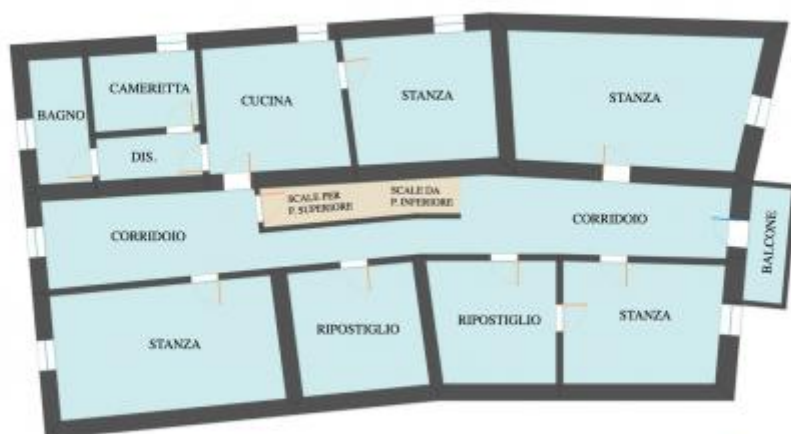 BAGNO
CAMERETTA
CUCINA
STANZA
STANZA
DIS.
SCALE PER
P. SUPERIORE
SCALE DA
P. INFERIORE
CORRIDOIO
CORRIDOIO
BALCONE
STANZA
RIPOSTIGLIO
RIPOSTIGLIO
STANZA